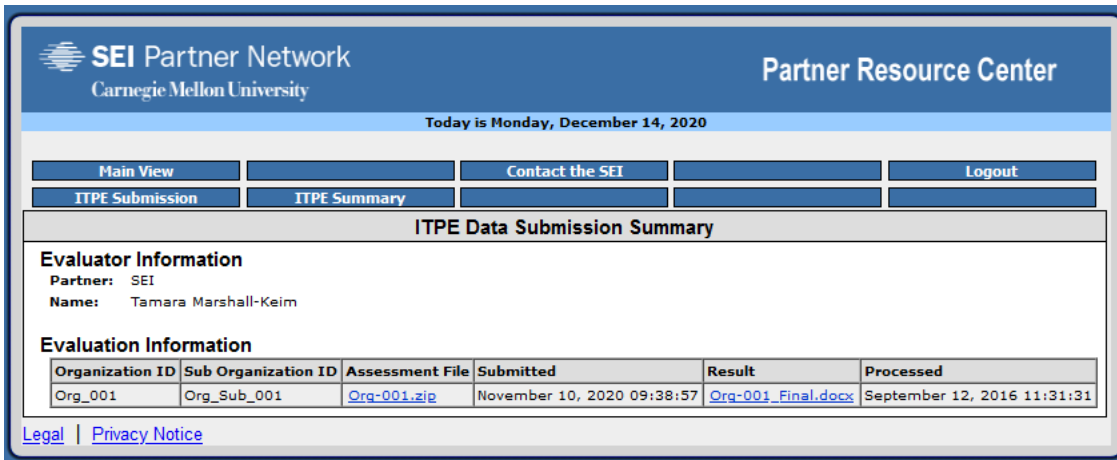 SEI Partner Network
Carnegie Mellon University
Partner Resource Center
Today is Monday, December 14, 2020
Main View Contact the SEI Logout
ITPE Submission ITPE Summary
ITPE Data Submission Summary
Evaluator Information
Partner: SEI
Name: Tamara Marshall-Keim
Evaluation Information
Organization ID Sub Organization ID Assessment File Submitted Result Processed
Org_001 Org_Sub_001 Org-001.zip November 10, 2020 09:38:57 Org-001_Final.docx September 12, 2016 11:31:31
Legal | Privacy Notice